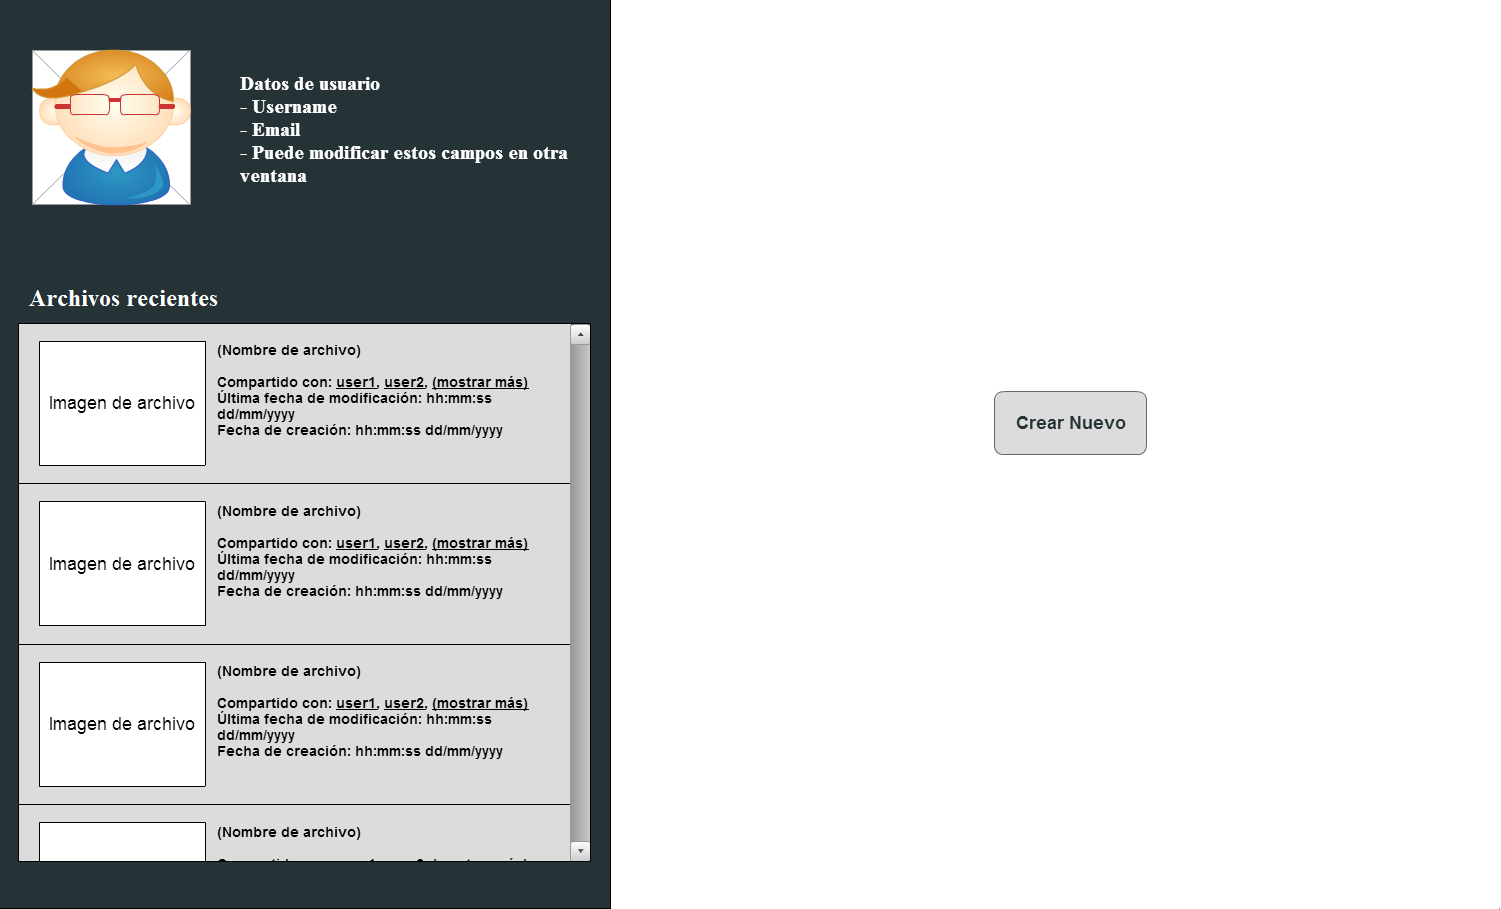 Datos de usuario
- Username
- Email
- Puede modificar estos campos en otra
ventana
Archivos recientes
Imagen de archivo
(Nombre de archivo)
Compartido con: user1, user2, (mostrar más)
Última fecha de modificación: hh:mm:ss
dd/mm/yyyy
Fecha de creación: hh:mm:ss dd/mm/yyyy
Imagen de archivo
(Nombre de archivo)
Compartido con: user1, user2, (mostrar más)
Última fecha de modificación: hh:mm:ss
dd/mm/yyyy
Fecha de creación: hh:mm:ss dd/mm/yyyy
Imagen de archivo
(Nombre de archivo)
Compartido con: user1, user2, (mostrar más)
Última fecha de modificación: hh:mm:ss
dd/mm/yyyy
Fecha de creación: hh:mm:ss dd/mm/yyyy
(Nombre de archivo)
Crear Nuevo